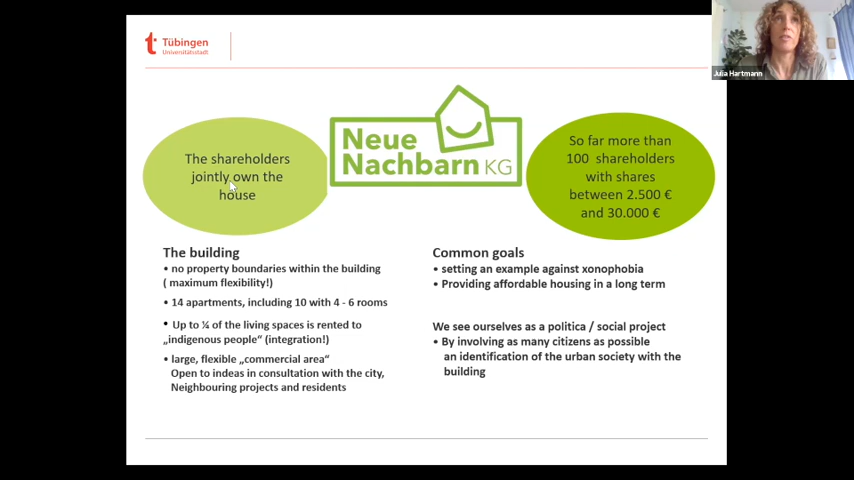 Tübingen
Universitätsstadt
Julia Hartmann
Neue
Nachbarn KG
The shareholders
jointly own the
house
So far more than
100 shareholders
with shares
between 2.500 €
and 30.000 €
The building
• no property boundaries within the building
( maximum flexibility!)
• 14 apartments, including 10 with 4 - 6 rooms
• Up to ¼ of the living spaces is rented to
„indigenous people“ (integration!)
• large, flexible „commercial area“
Open to indeas in consultation with the city,
Neighbouring projects and residents
Common goals
• setting an example against xonophobia
• Providing affordable housing in a long term
We see ourselves as a politica / social project
• By involving as many citizens as possible
an identification of the urban society with the
building